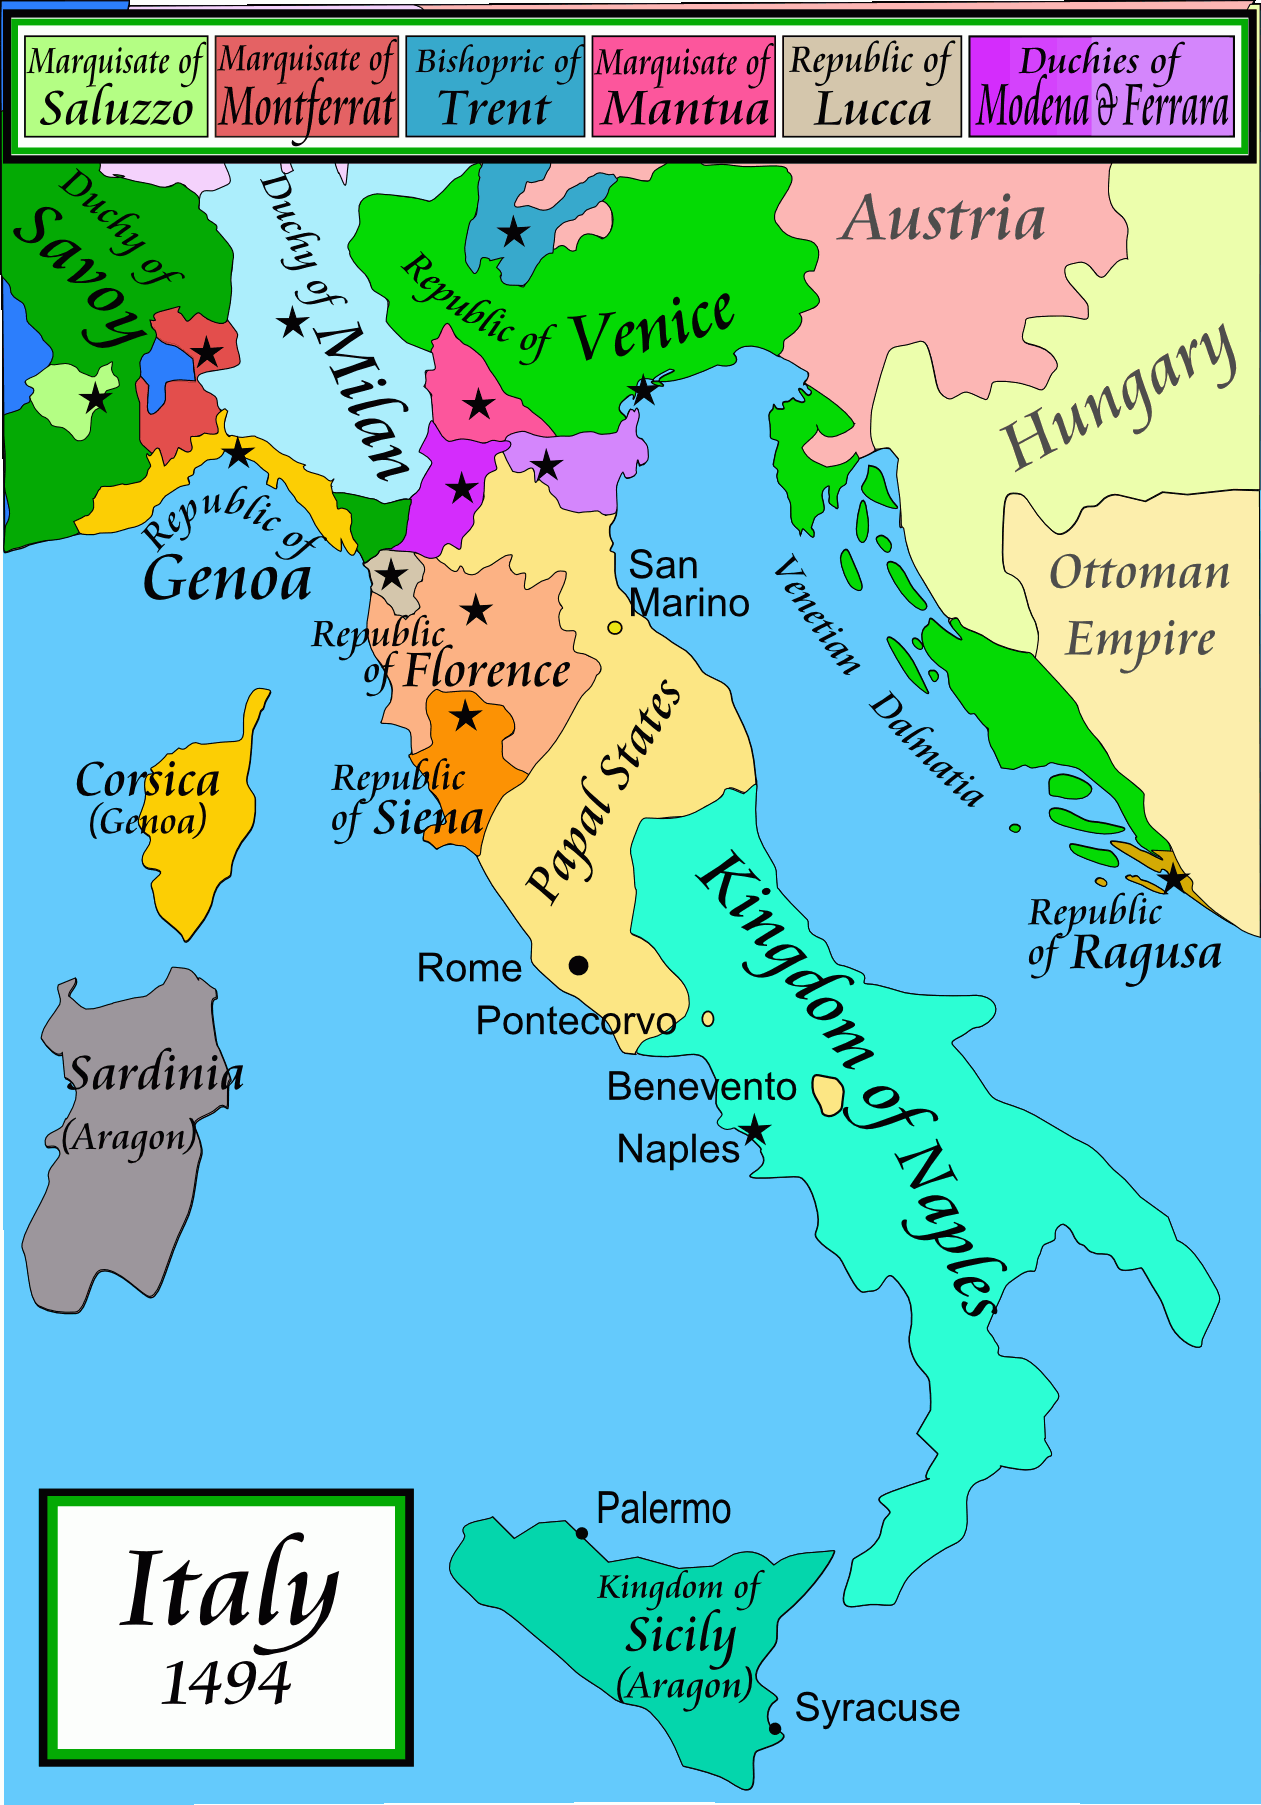 Marquisate of
Saluzzo
Marquisate of
Montferrat
Bishopric of
Trent
Marquisate of
Mantua
Republic of
Lucca
Duchies of
Modena & Ferrara
Duchy of
Savoy
Duchy of
Milan
Republic of Venice
Austria
Hungary
Republic of
Genoa
Ottoman
Empire
San
Marino
Venetian Dalmatia
Republic
of Florence
Papal States
Corsica
(Genoa)
Republic
of Siena
Kingdom of Naples
Republic
of Ragusa
Rome
Pontecorvo
Sardinia
(Aragon)
Benevento
Naples
Palermo
Kingdom of
Sicily
(Aragon)
Syracuse
Italy
1494